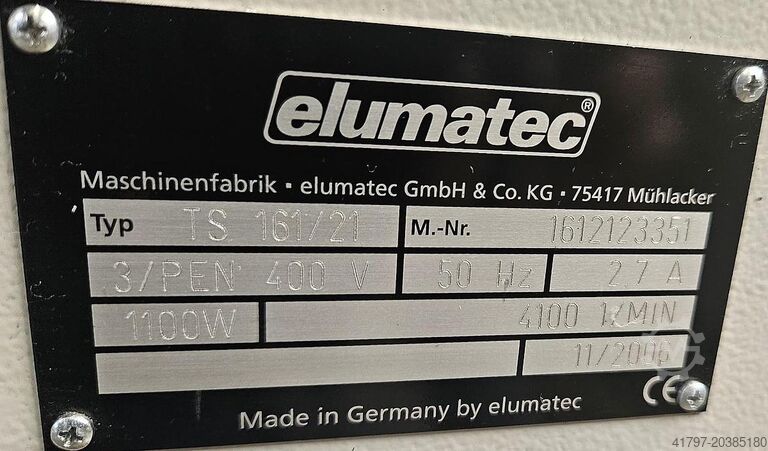 elumatec®
Maschinenfabrik • elumatec GmbH & Co. KG • 75417 Mühlacker
Typ TS 161/21 M.-Nr. 1612123351
3/PEN 400 V 50 Hz 2.7 A
1100W 4100 1/MIN
11/2006
CE
Made in Germany by elumatec
41797-20385180